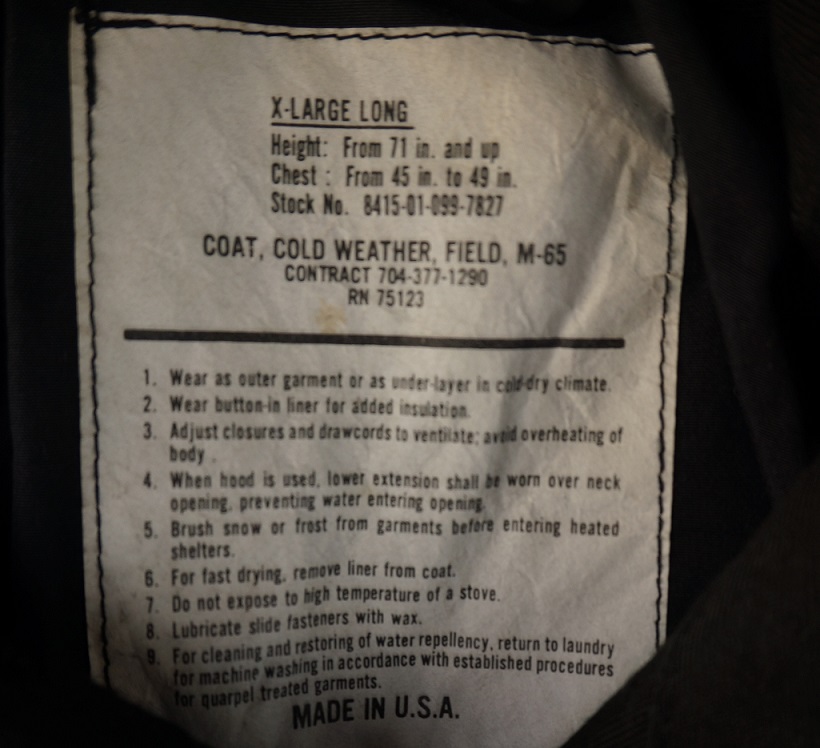 X-LARGE LONG
Height: From 71 in. and up
Chest : From 45 in. to 49 in.
Stock No. 8415-01-099-7827
COAT, COLD WEATHER, FIELD, M-65
CONTRACT 704-377-1290
RN 75123
1. Wear as outer garment or as under-layer in cold-dry climate.
2. Wear button-in liner for added insulation.
3. Adjust closures and drawcords to ventilate; avoid overheating of
body .
4. When hood is used, lower extension shall be worn over neck
opening, preventing water entering opening.
5. Brush snow or frost from garments before entering heated
shelters.
6. For fast drying, remove liner from coat.
7. Do not expose to high temperature of a stove.
8. Lubricate slide fasteners with wax.
9. For cleaning and restoring of water repellency, return to laundry
for machine washing in accordance with established procedures
for quarpel treated garments.
MADE IN U.S.A.